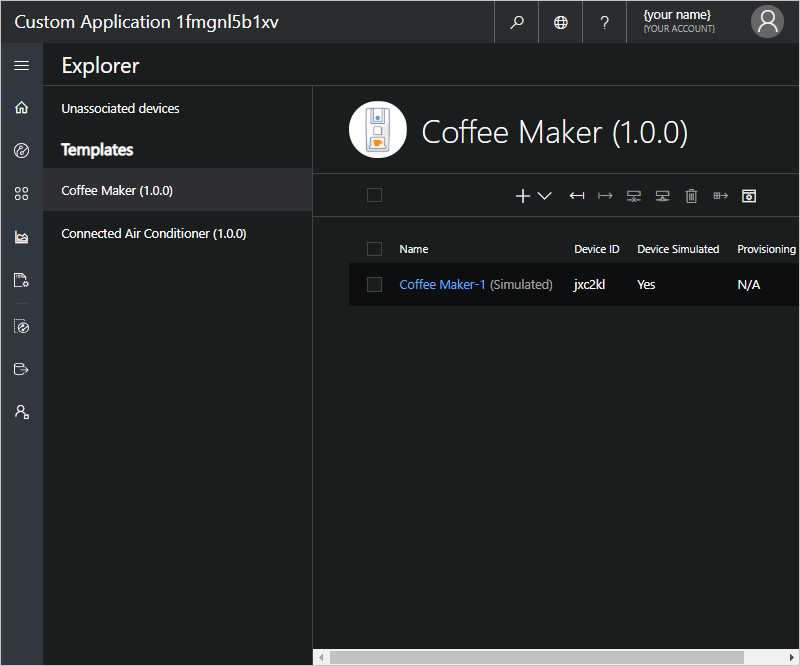 Custom Application 1fmgnl5b1xv
?
{your name}
{YOUR ACCOUNT}
Explorer
Unassociated devices
Templates
Coffee Maker (1.0.0)
Connected Air Conditioner (1.0.0)
Coffee Maker (1.0.0)
Name Device ID Device Simulated Provisioning
Coffee Maker-1 (Simulated) jxc2kl Yes N/A